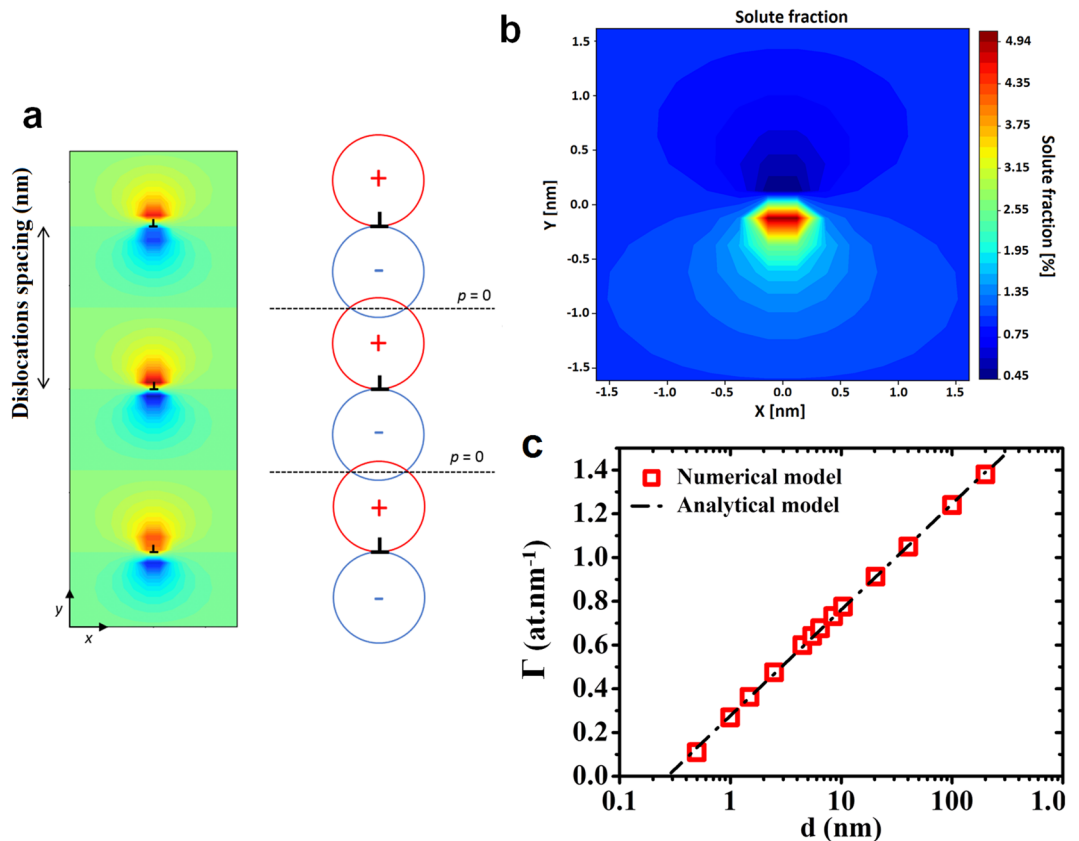 a
Dislocations spacing (nm)
y
x
+
-
p = 0
+
-
p = 0
+
-
b
Solute fraction
Y [nm]
1.5
1.0
0.5
0.0
-0.5
-1.0
-1.5
-1.5 -1.0 -0.5 0.0 0.5 1.0 1.5
X [nm]
4.94
4.35
3.75
3.15
2.55
1.95
1.35
0.75
0.45
Solute fraction [%]
c
Γ (at.nm-1)
1.4
1.2
1.0
0.8
0.6
0.4
0.2
0.0
Numerical model
Analytical model
0.1 1 10 100 1.0
d (nm)